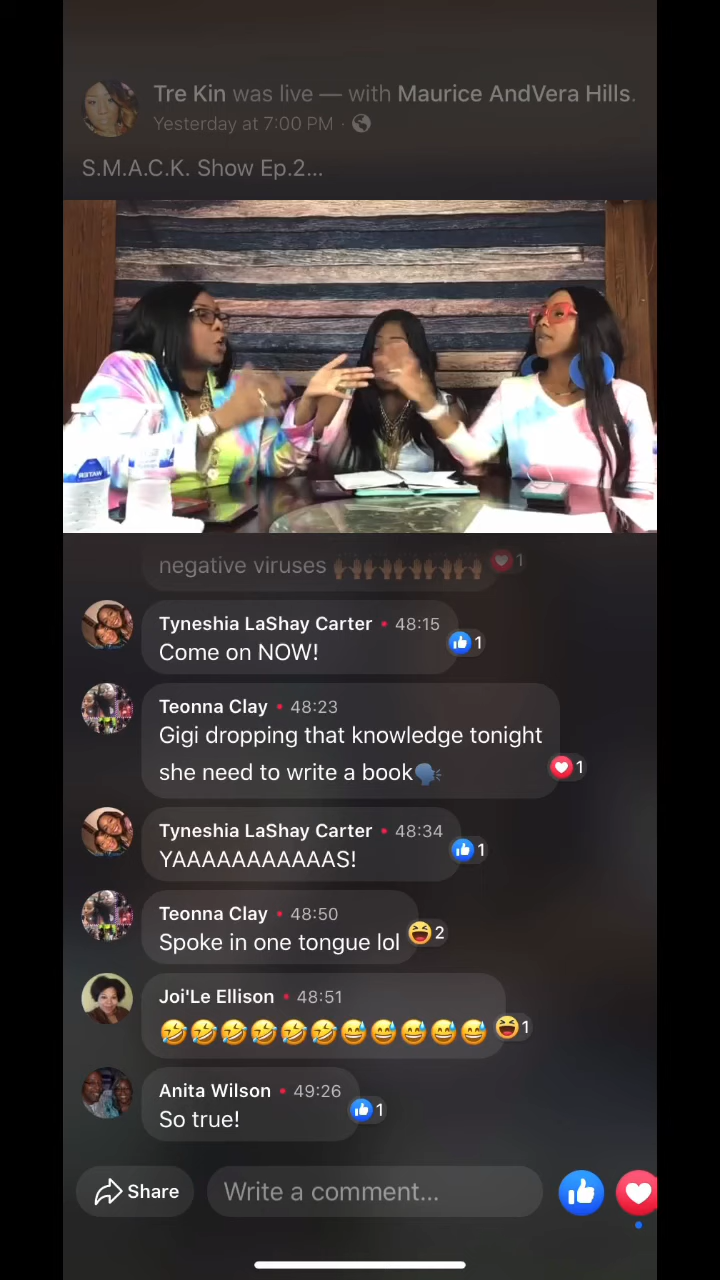 Tre Kin was live — with Maurice AndVera Hills.
Yesterday at 7:00 PM ·
S.M.A.C.K. Show Ep.2...
WATER
negative viruses 🙌🏾🙌🏾🙌🏾🙌🏾🙌🏾🙌🏾 1
Tyneshia LaShay Carter • 48:15
Come on NOW!
1
Teonna Clay • 48:23
Gigi dropping that knowledge tonight
she need to write a book🗣
1
Tyneshia LaShay Carter • 48:34
YAAAAAAAAAAAS!
1
Teonna Clay • 48:50
Spoke in one tongue lol
2
Joi'Le Ellison • 48:51
🤣🤣🤣🤣🤣🤣😅😅😅😅😅
1
Anita Wilson • 49:26
So true!
1
Share
Write a comment...